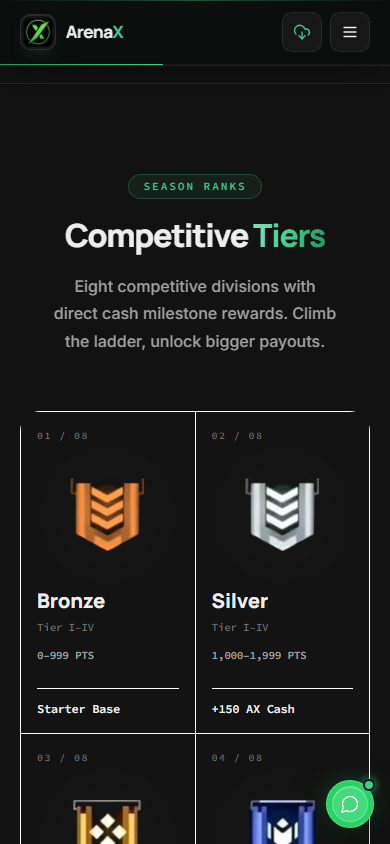 ArenaX
SEASON RANKS
Competitive Tiers
Eight competitive divisions with
direct cash milestone rewards. Climb
the ladder, unlock bigger payouts.
01 / 08
Bronze
Tier I–IV
0–999 PTS
Starter Base
02 / 08
Silver
Tier I–IV
1,000–1,999 PTS
+150 AX Cash
03 / 08
04 / 08